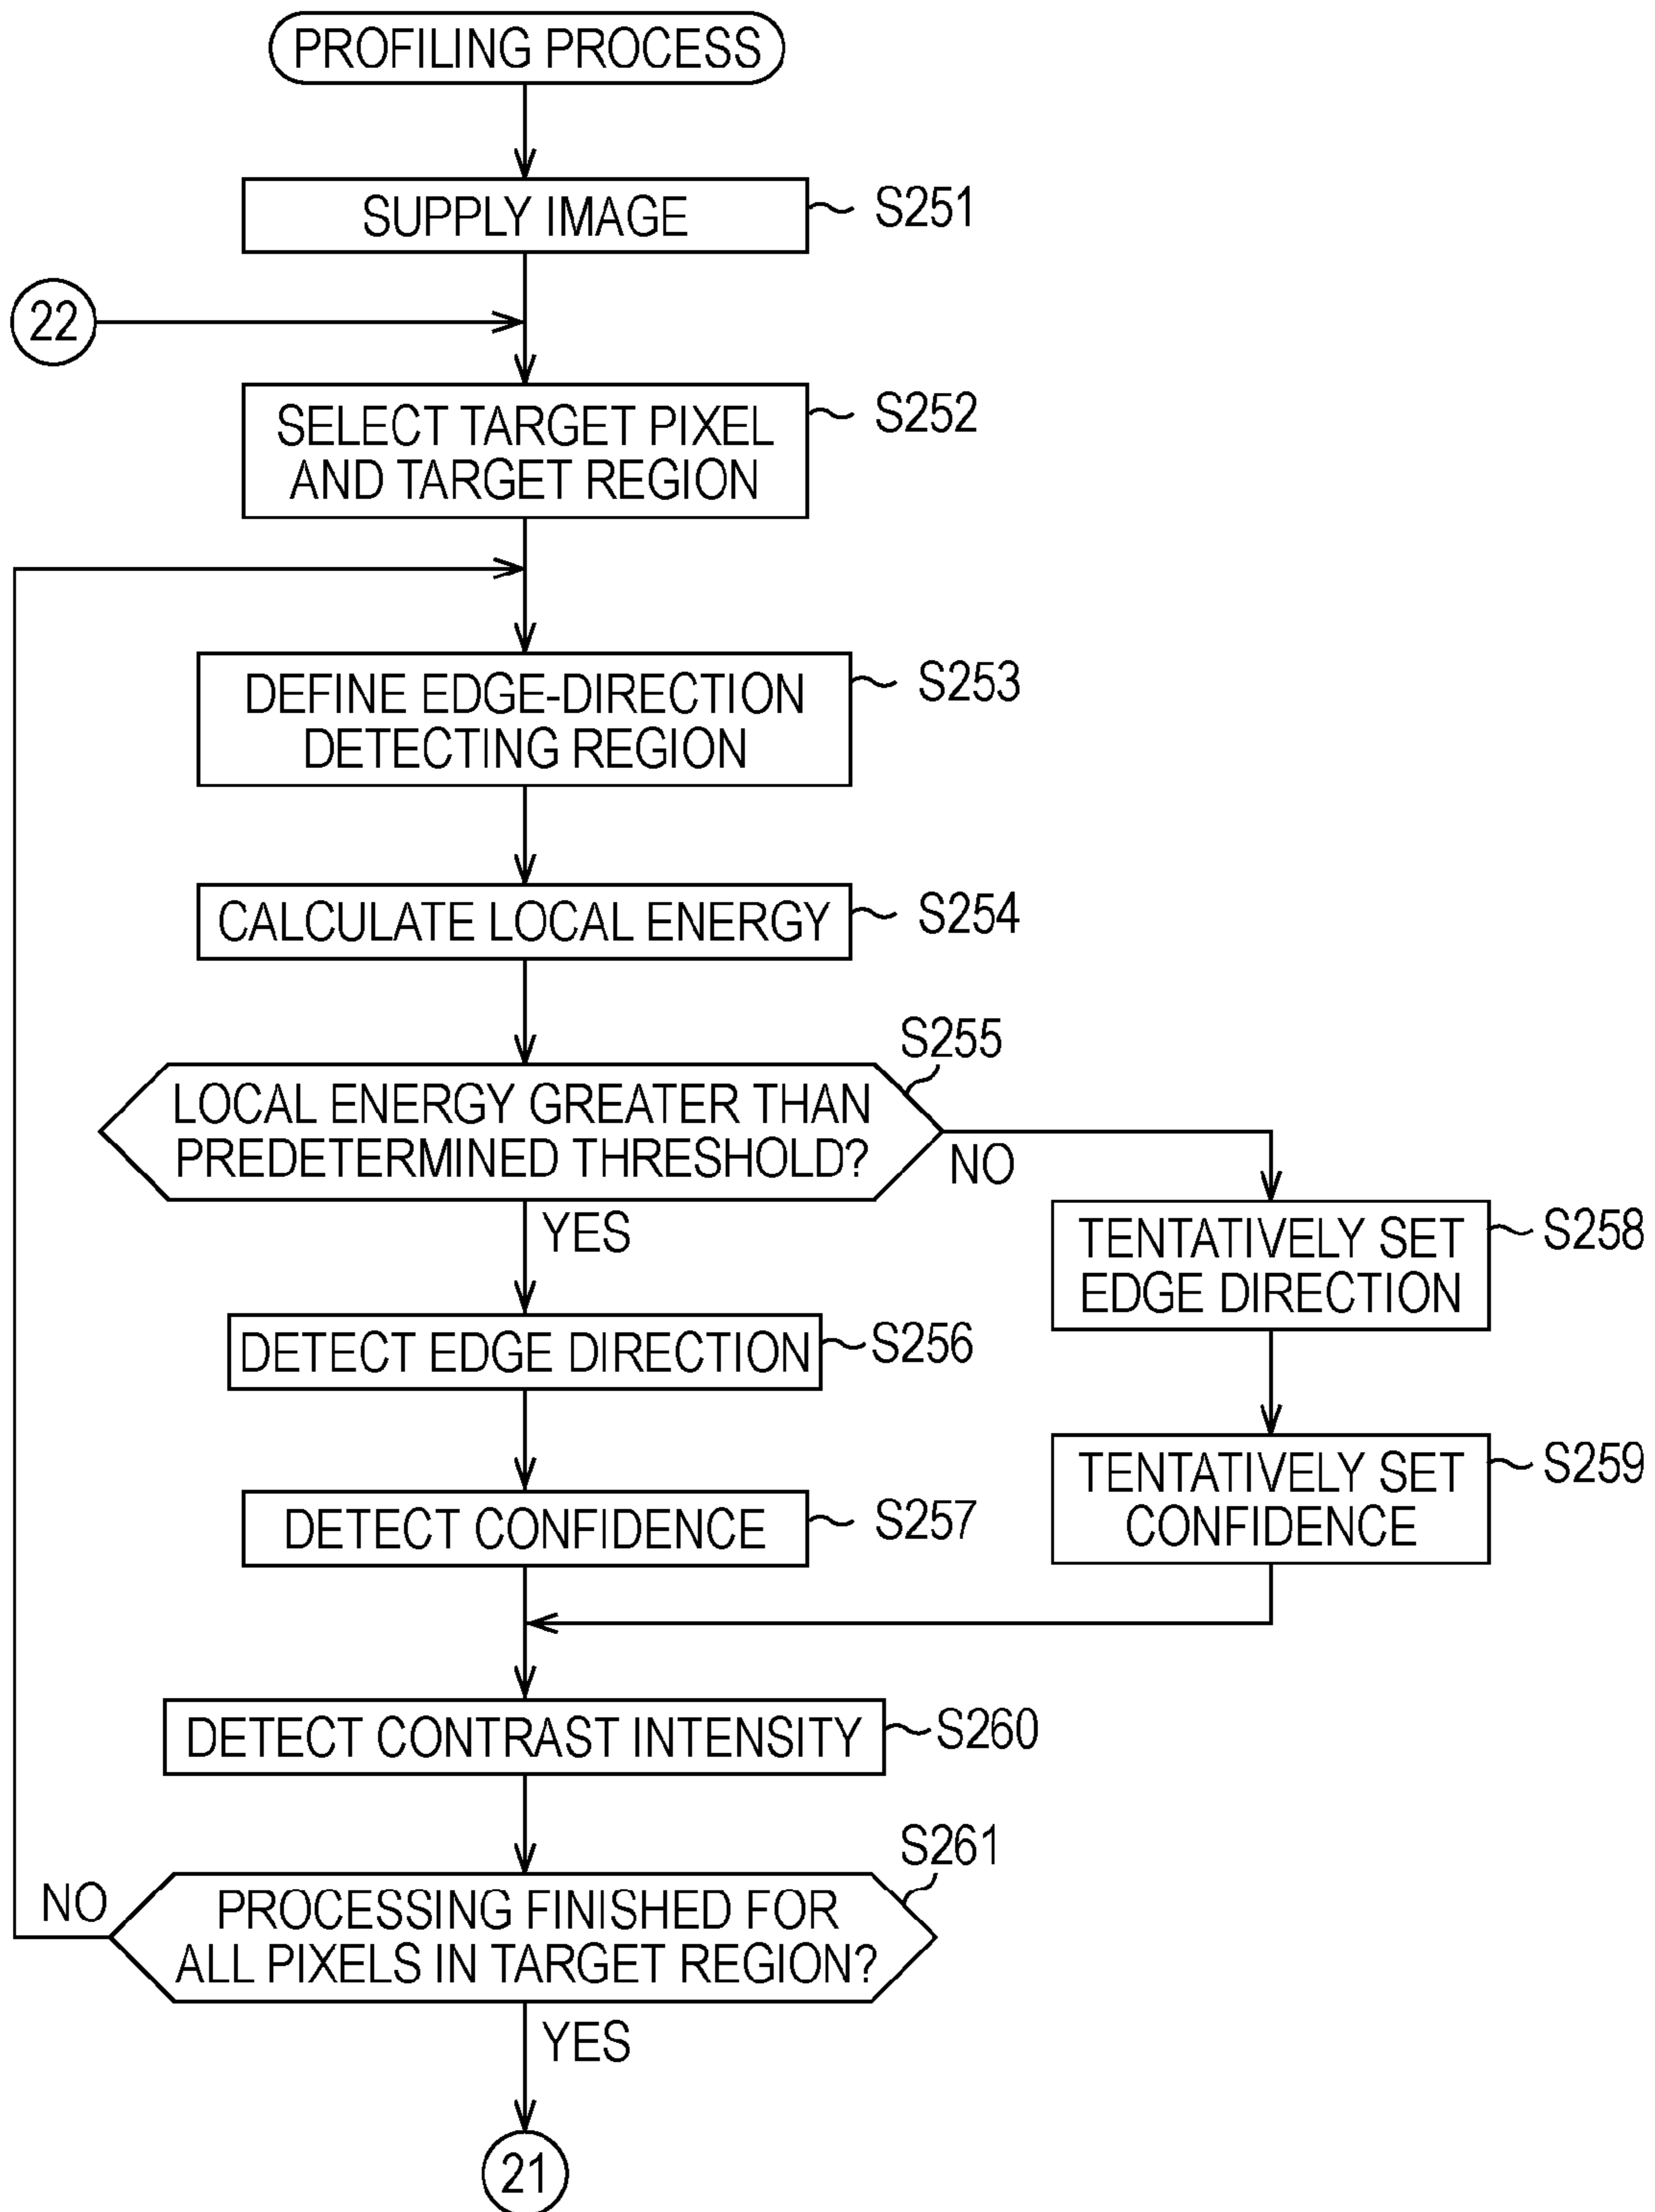 PROFILING PROCESS
SUPPLY IMAGE
S251
22
SELECT TARGET PIXEL
AND TARGET REGION
S252
DEFINE EDGE-DIRECTION
DETECTING REGION
S253
CALCULATE LOCAL ENERGY
S254
S255
LOCAL ENERGY GREATER THAN
PREDETERMINED THRESHOLD?
NO
YES
TENTATIVELY SET
EDGE DIRECTION
S258
DETECT EDGE DIRECTION
S256
TENTATIVELY SET
CONFIDENCE
S259
DETECT CONFIDENCE
S257
DETECT CONTRAST INTENSITY
S260
S261
NO
PROCESSING FINISHED FOR
ALL PIXELS IN TARGET REGION?
YES
21